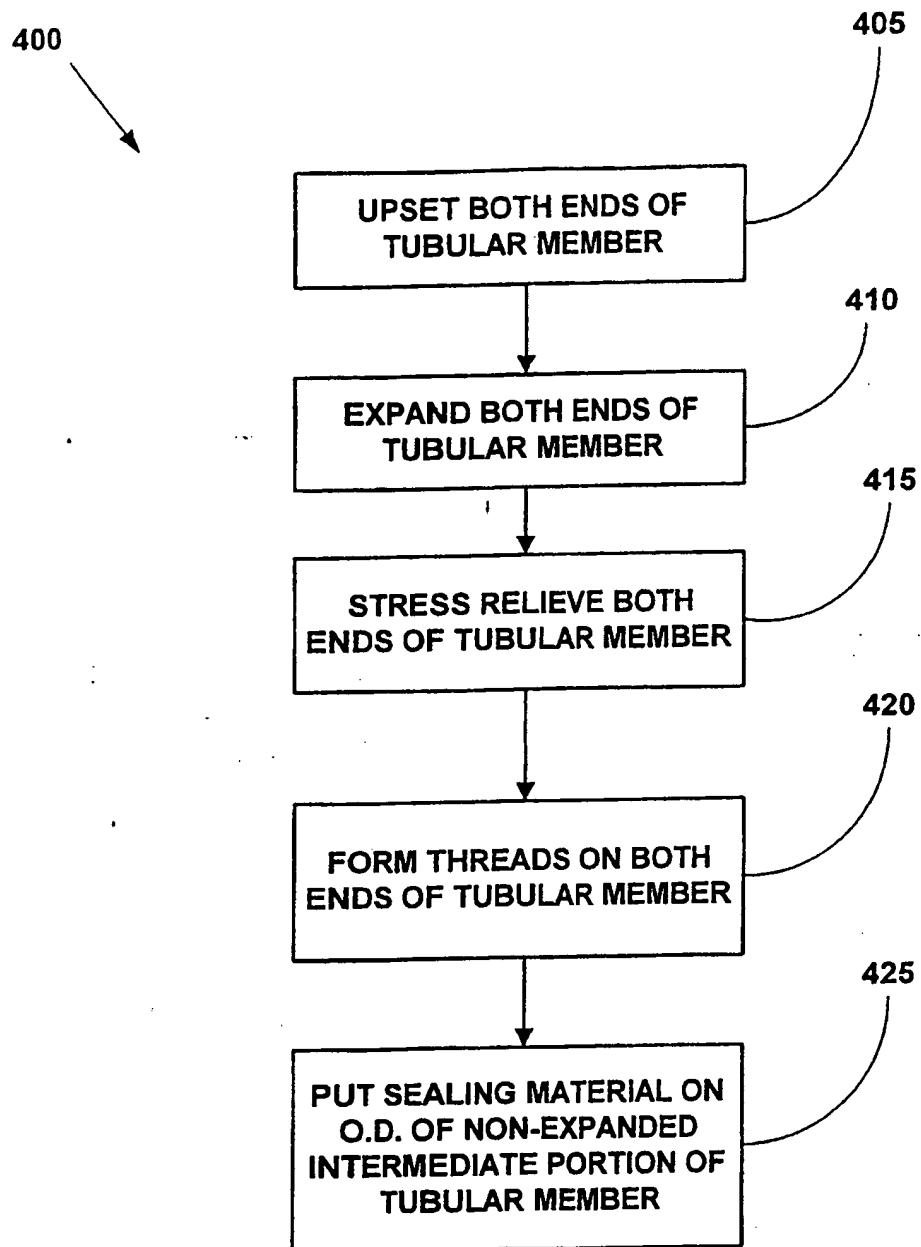 400
405
UPSET BOTH ENDS OF
TUBULAR MEMBER
410
EXPAND BOTH ENDS OF
TUBULAR MEMBER
415
STRESS RELIEVE BOTH
ENDS OF TUBULAR MEMBER
420
FORM THREADS ON BOTH
ENDS OF TUBULAR MEMBER
425
PUT SEALING MATERIAL ON
O.D. OF NON-EXPANDED
INTERMEDIATE PORTION OF
TUBULAR MEMBER